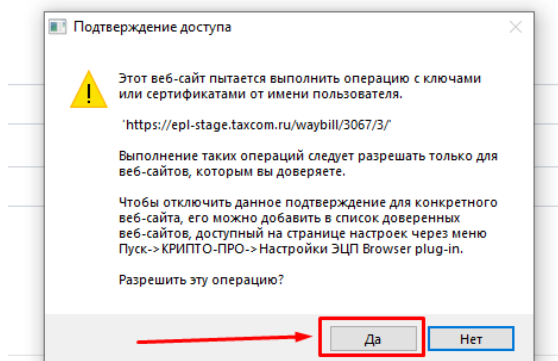 Подтверждение доступа
Этот веб-сайт пытается выполнить операцию с ключами
или сертификатами от имени пользователя.
'https://epl-stage.taxcom.ru/waybill/3067/3/'
Выполнение таких операций следует разрешать только для
веб-сайтов, которым вы доверяете.
Чтобы отключить данное подтверждение для конкретного
веб-сайта, его можно добавить в список доверенных
веб-сайтов, доступный на странице настроек через меню
Пуск->КРИПТО-ПРО->Настройки ЭЦП Browser plug-in.
Разрешить эту операцию?
Да
Нет